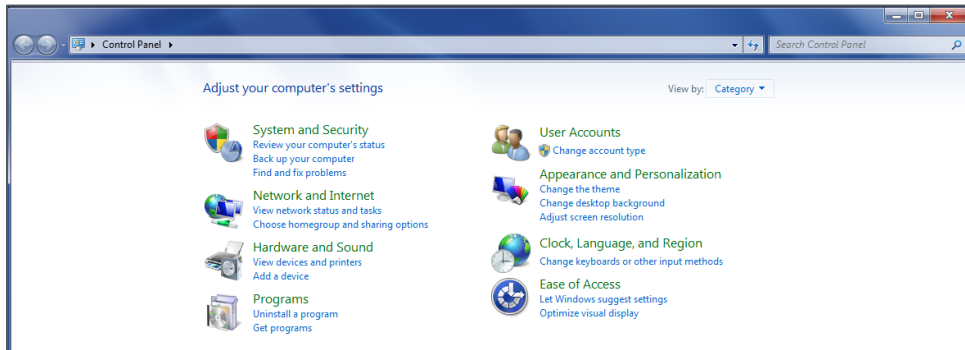 Control Panel
Search Control Panel
Adjust your computer's settings
View by: Category
System and Security
Review your computer's status
Back up your computer
Find and fix problems
Network and Internet
View network status and tasks
Choose homegroup and sharing options
Hardware and Sound
View devices and printers
Add a device
Programs
Uninstall a program
Get programs
User Accounts
Change account type
Appearance and Personalization
Change the theme
Change desktop background
Adjust screen resolution
Clock, Language, and Region
Change keyboards or other input methods
Ease of Access
Let Windows suggest settings
Optimize visual display